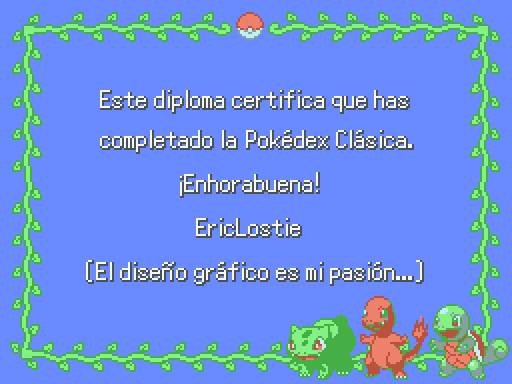 Este diploma certifica que has
completado la Pokédex Clásica.
¡Enhorabuena!
EricLostie
(El diseño gráfico es mi pasión...)